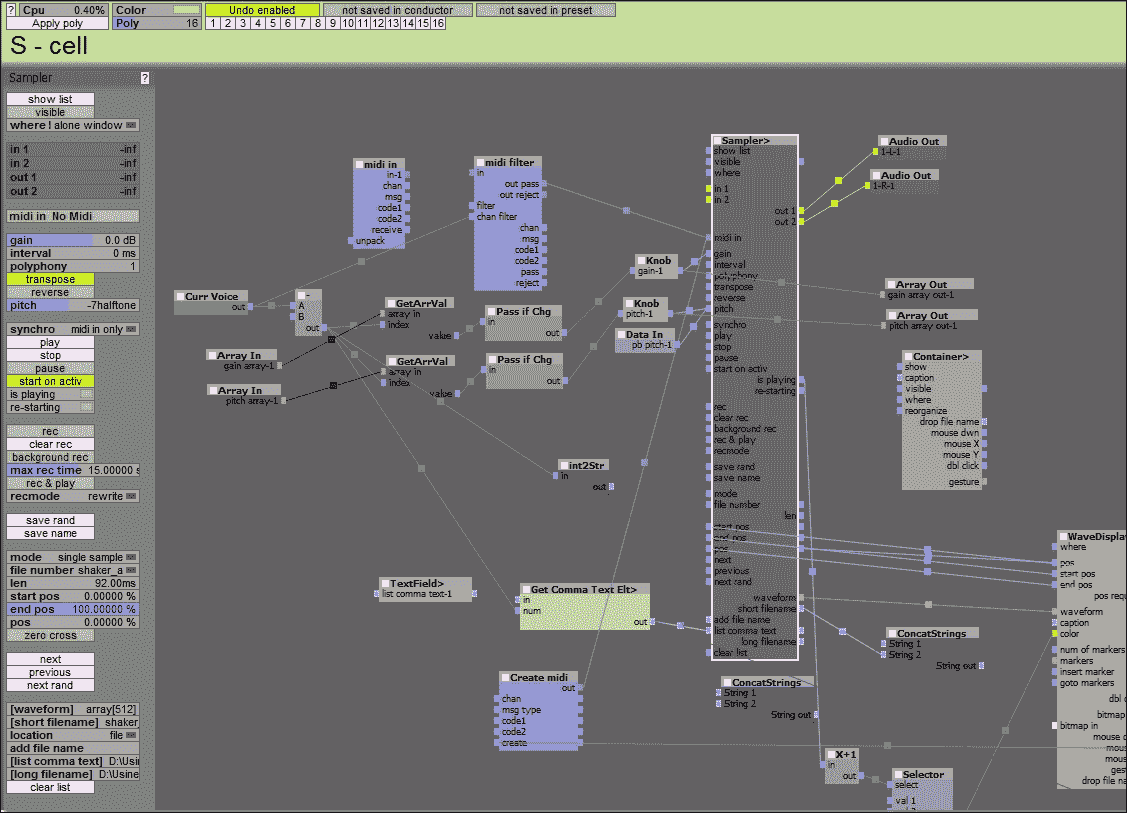 ? Cpu 0.40% Color Undo enabled not saved in conductor not saved in preset
Apply poly Poly 16 1 2 3 4 5 6 7 8 9 10 11 12 13 14 15 16
S - cell
Sampler ?
show list
visible
where
alone window
in 1 -inf
in 2 -inf
out 1 -inf
out 2 -inf
midi in No Midi
gain 0.0 dB
interval 0 ms
polyphony 1
transpose
reverse
pitch -7halftone
synchro midi in only
play
stop
pause
start on activ
is playing
re-starting
rec
clear rec
background rec
max rec time 15.00000 s
rec & play
recmode rewrite
save rand
save name
mode single sample
file number shaker_a
len 92.00ms
start pos 0.00000 %
end pos 100.00000 %
pos 0.00000 %
zero cross
next
previous
next rand
[waveform] array[512]
[short filename] shaker
location file
add file name
[list comma text] D:\Usine
[long filename] D:\Usine
clear list
midi in
in-1
chan
msg
code1
code2
receive
unpack
midi filter
in
out pass
out reject
filter
chan filter
chan
msg
code1
code2
pass
reject
Curr Voice
out
-
A
B
out
Array In
gain array-1
Array In
pitch array-1
GetArrVal
array in
index
value
GetArrVal
array in
index
value
Pass if Chg
in
out
Pass if Chg
in
out
Knob
gain-1
Knob
pitch-1
Data In
pb pitch-1
int2Str
in
out
TextField>
list comma text-1
Get Comma Text Elt>
in
num
out
Create midi
out
chan
msg type
code1
code2
create
Sampler>
show list
visible
where
in 1
in 2
out 1
out 2
midi in
gain
interval
polyphony
transpose
reverse
pitch
synchro
play
stop
pause
start on activ
is playing
re-starting
rec
clear rec
background rec
rec & play
recmode
save rand
save name
mode
file number
len
start pos
end pos
pos
next
previous
next rand
waveform
short filename
add file name
list comma text
long filename
clear list
ConcatStrings
String 1
String 2
String out
X+1
in
out
Selector
select
val 1
Audio Out
1-L-1
Audio Out
1-R-1
Array Out
gain array out-1
Array Out
pitch array out-1
Container>
show
caption
visible
where
reorganize
drop file name
mouse dwn
mouse X
mouse Y
dbl click
gesture
ConcatStrings
String 1
String 2
String out
WaveDisplay
where
pos
start pos
end pos
pos requ
waveform
caption
color
num of markers
markers
insert marker
goto markers
dbl c
bitmap
bitmap in
mouse d
mous
mous
ges
drop file na